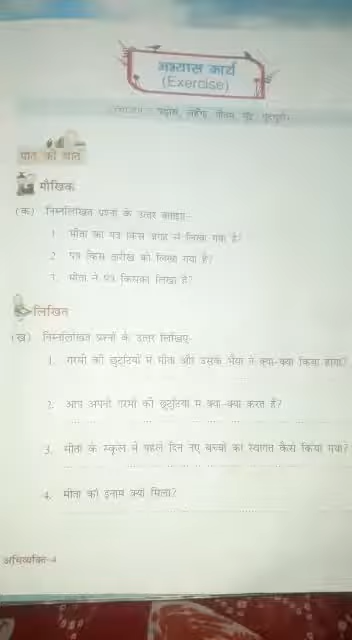 अभ्यास कार्य
(Exercise)
पाठ की बात
मौखिक
(क) निम्नलिखित प्रश्नों के उत्तर बताइए-
1. मीता का पत्र किस जगह से लिखा गया है?
2. पत्र किस तारीख को लिखा गया है?
3. मीता ने पत्र किसको लिखा है?
लिखित
(ख) निम्नलिखित प्रश्नों के उत्तर लिखिए-
1. गरमी की छुट्टियों में मीता और उसके भैया ने क्या-क्या किया होगा?
2. आप अपनी गरमी की छुट्टियों में क्या-क्या करते हैं?
3. मीता के स्कूल में पहले दिन नए बच्चों का स्वागत कैसे किया गया?
4. मीता को इनाम क्यों मिला?
अभिव्यक्ति-4